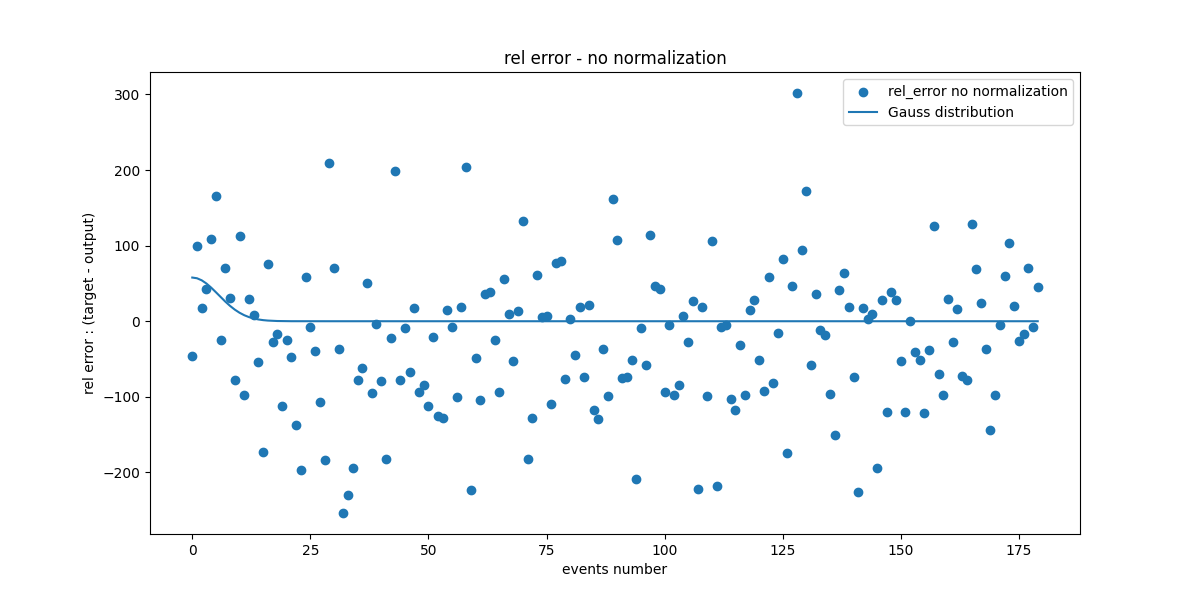 rel error - no normalization
rel_error no normalization
Gauss distribution
300
200
100
0
−100
−200
rel error : (target - output)
0 25 50 75 100 125 150 175
events number